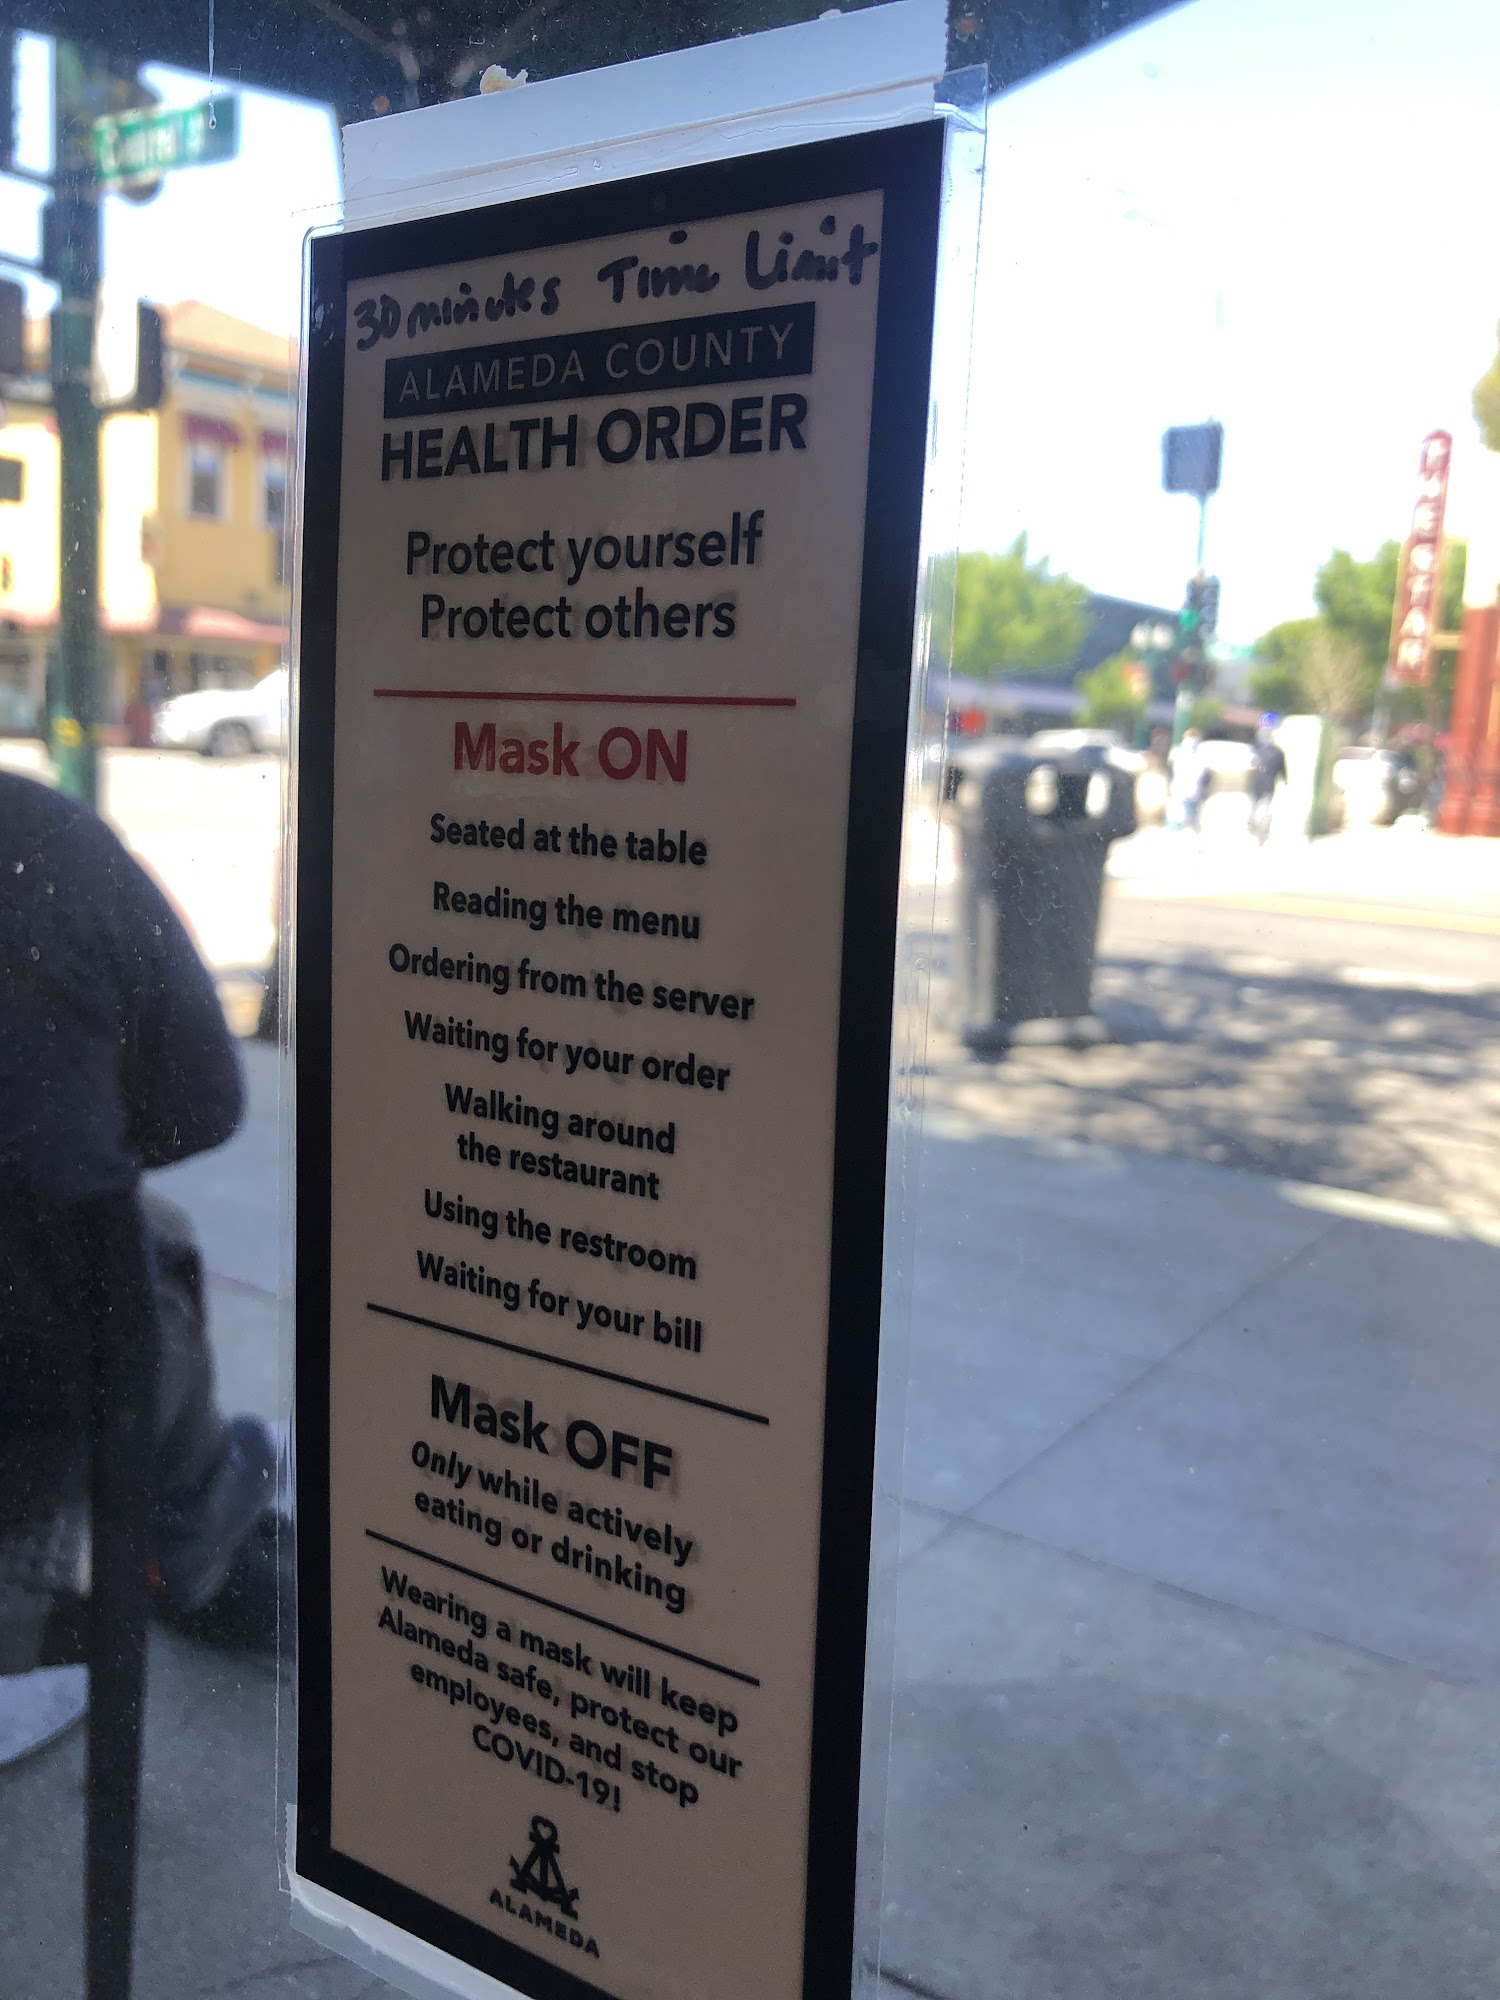 Central
30 minutes Time Limit
ALAMEDA COUNTY
HEALTH ORDER
Protect yourself
Protect others
Mask ON
Seated at the table
Reading the menu
Ordering from the server
Waiting for your order
Walking around
the restaurant
Using the restroom
Waiting for your bill
Mask OFF
Only while actively
eating or drinking
Wearing a mask will keep
Alameda safe, protect our
employees, and stop
COVID-19!
ALAMEDA